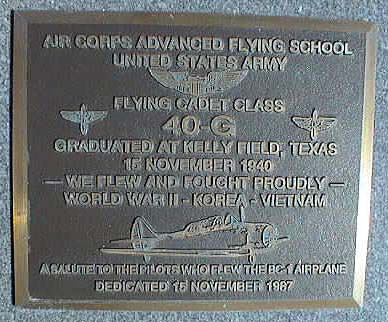 AIR CORPS ADVANCED FLYING SCHOOL
UNITED STATES ARMY
FLYING CADET CLASS
40-G
GRADUATED AT KELLY FIELD, TEXAS
15 NOVEMBER 1940
— WE FLEW AND FOUGHT PROUDLY —
WORLD WAR II - KOREA - VIETNAM
A SALUTE TO THE PILOTS WHO FLEW THE BC-1 AIRPLANE
DEDICATED 15 NOVEMBER 1987